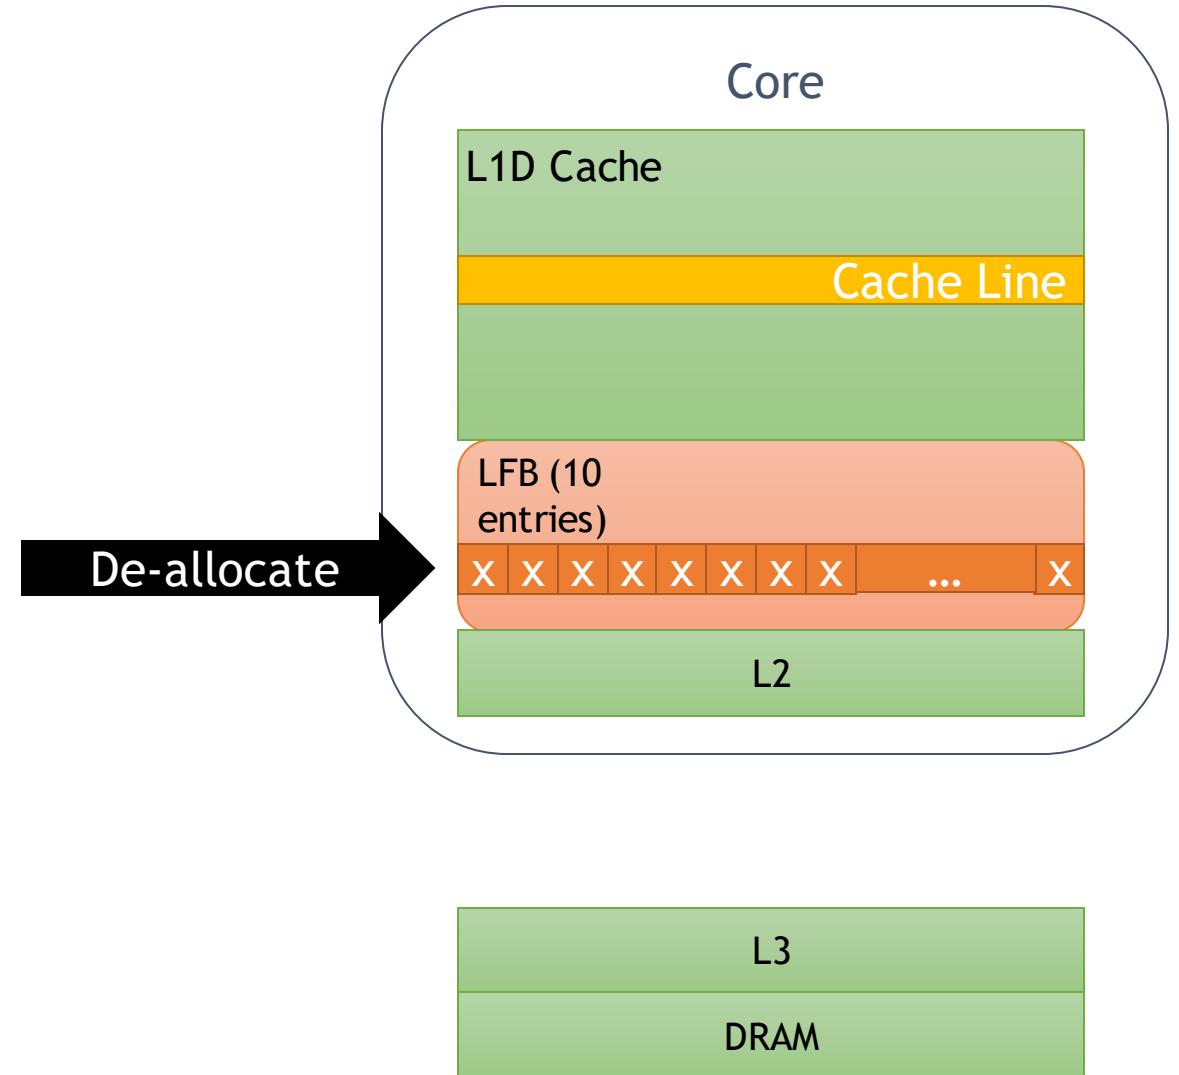 Core
L1D Cache
Cache Line
LFB (10
entries)
De-allocate
X X X X X X X X ... X
L2
L3
DRAM